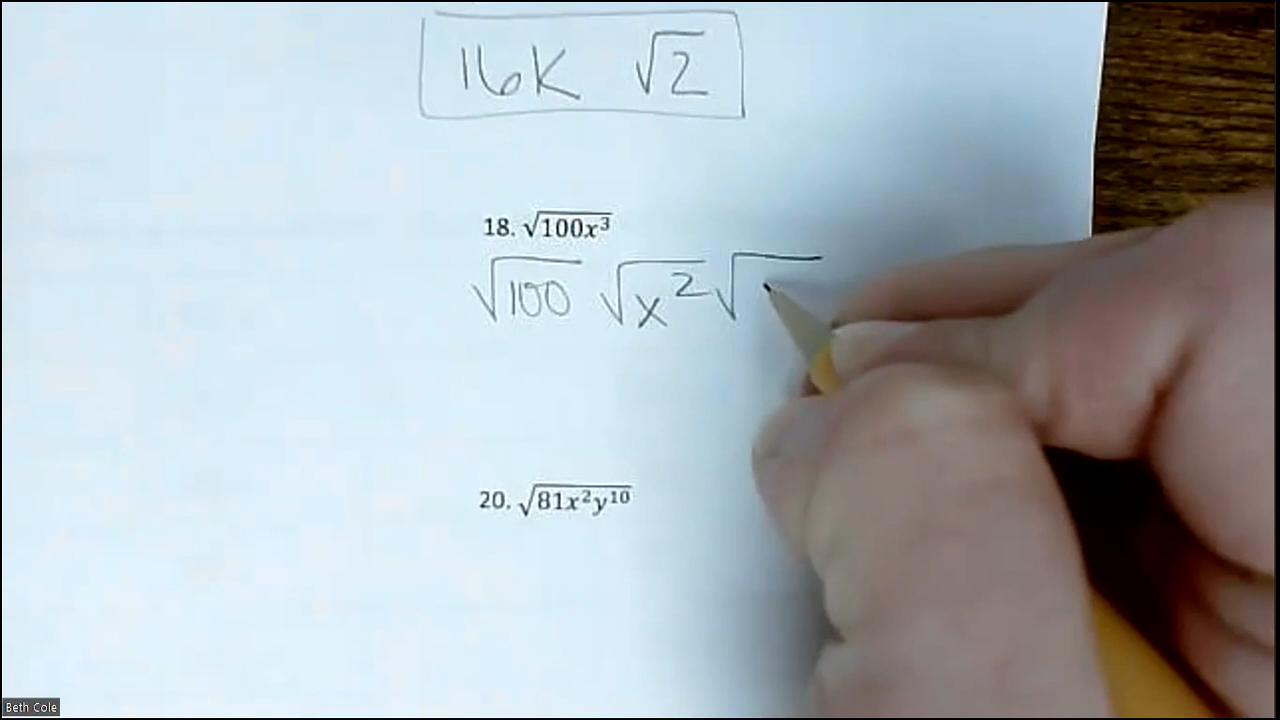 16K √2
18. √100x³
√100 √x² √
20. √81x²y¹⁰
Beth Cole